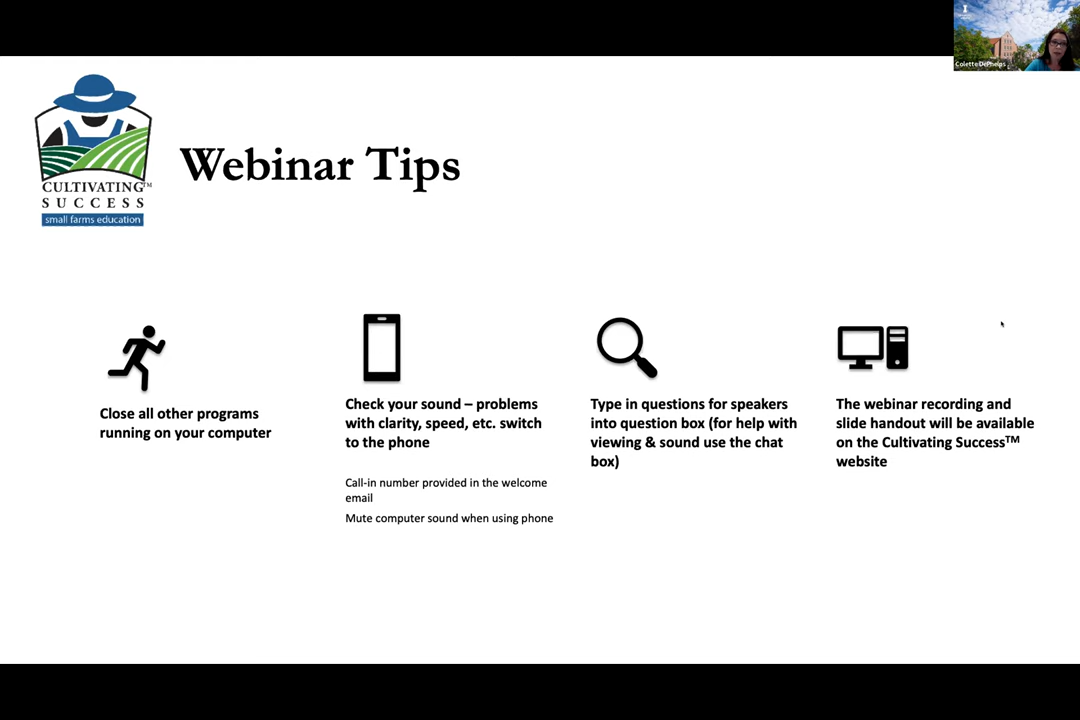 Colette DePhelps
CULTIVATING™
SUCCESS
small farms education
Webinar Tips
Close all other programs
running on your computer
Check your sound – problems
with clarity, speed, etc. switch
to the phone
Call-in number provided in the welcome
email
Mute computer sound when using phone
Type in questions for speakers
into question box (for help with
viewing & sound use the chat
box)
The webinar recording and
slide handout will be available
on the Cultivating Success™
website